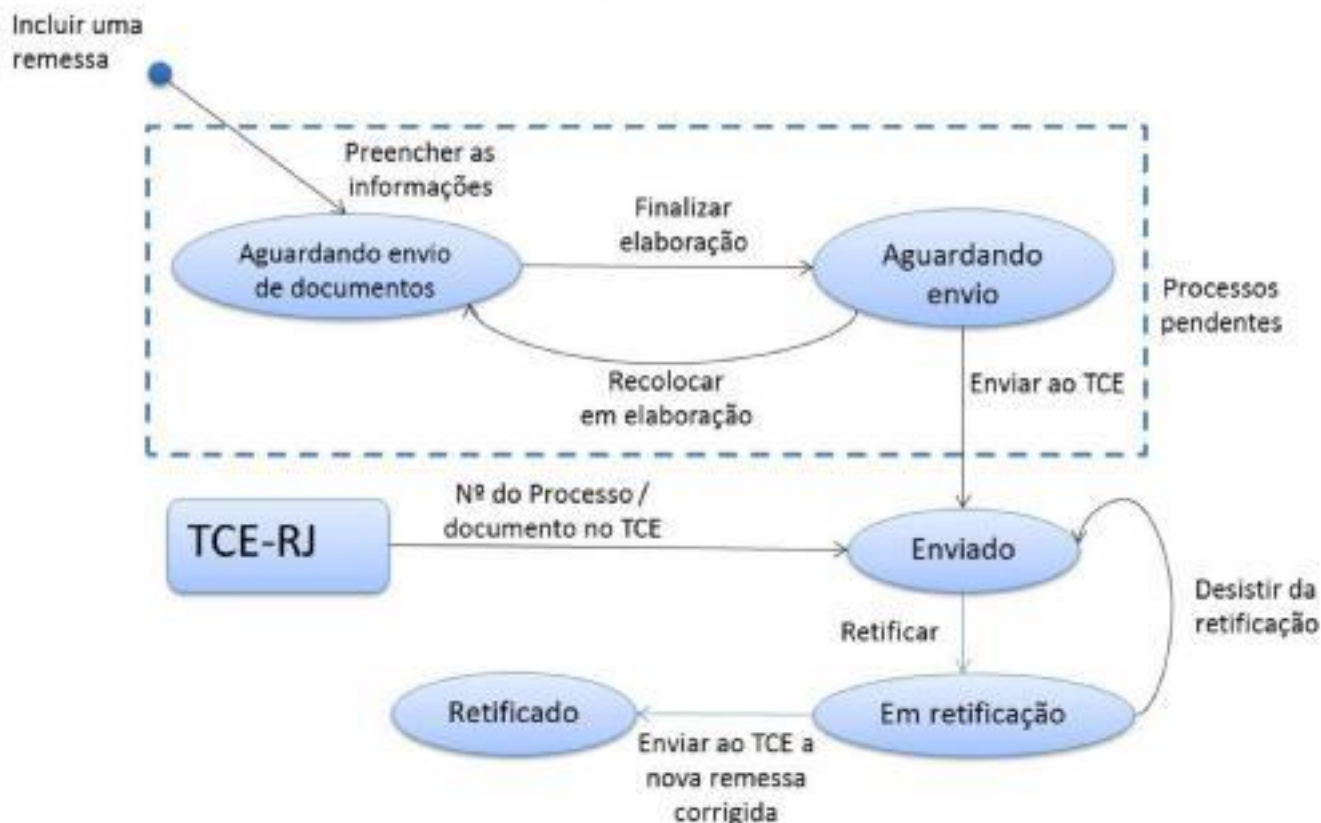 Incluir uma
remessa
Preencher as
informações
Finalizar
elaboração
Aguardando envio
de documentos
Aguardando
envio
Processos
pendentes
Recolocar
em elaboração
Enviar ao TCE
Nº do Processo /
documento no TCE
TCE-RJ
Enviado
Desistir da
retificação
Retificar
Retificado
Em retificação
Enviar ao TCE a
nova remessa
corrigida